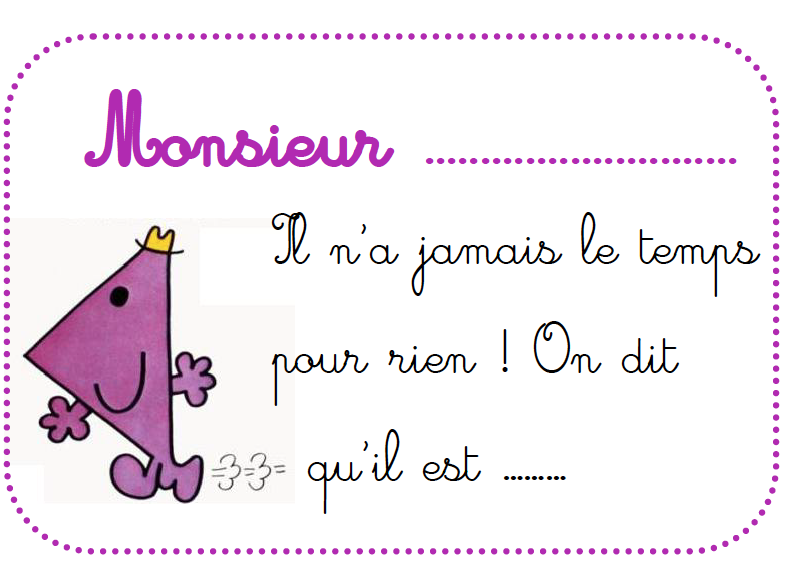 Monsieur ................................
Il n'a jamais le temps
pour rien ! On dit
qu'il est .........